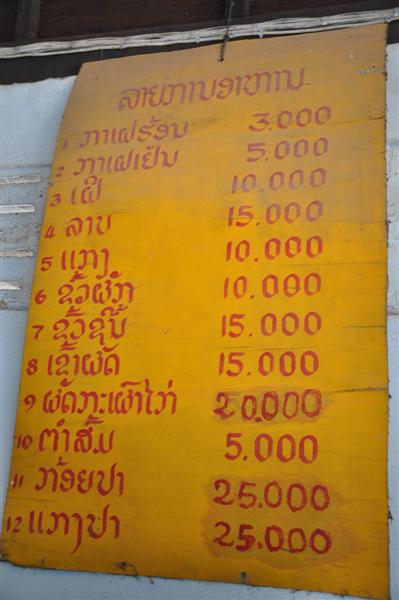 ລາຍການອາຫານ
1 ກາເຟຮ້ອນ 3.000
2 ກາເຟເຢັນ 5.000
3 ເຝີ 10.000
4 ລາບ 15.000
5 ແກງ 10.000
6 ຂົ້ວຜັກ 10.000
7 ຂົ້ວຊີ້ນ 15.000
8 ເຂົ້າຜັດ 15.000
9 ຜັດກະເຜົາໄກ່ 20.000
10 ຕຳສົ້ມ 5.000
11 ກ້ອຍປາ 25.000
12 ແກງປາ 25.000